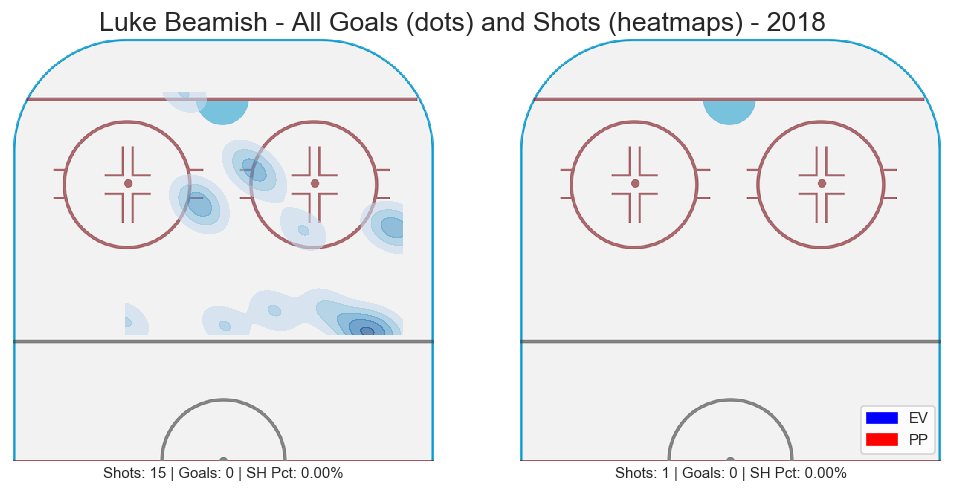 Luke Beamish - All Goals (dots) and Shots (heatmaps) - 2018
EV
PP
Shots: 15 | Goals: 0 | SH Pct: 0.00%
Shots: 1 | Goals: 0 | SH Pct: 0.00%